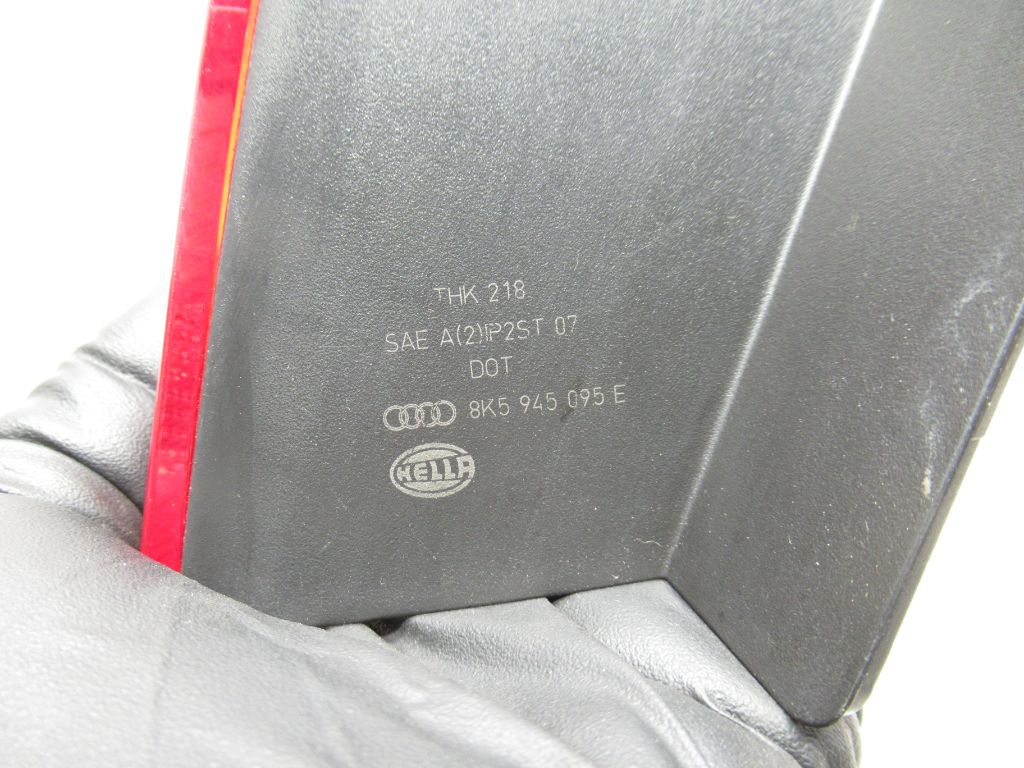 THK 218
SAE A(2)IP2ST 07
DOT
8K5 945 095 E
HELLA